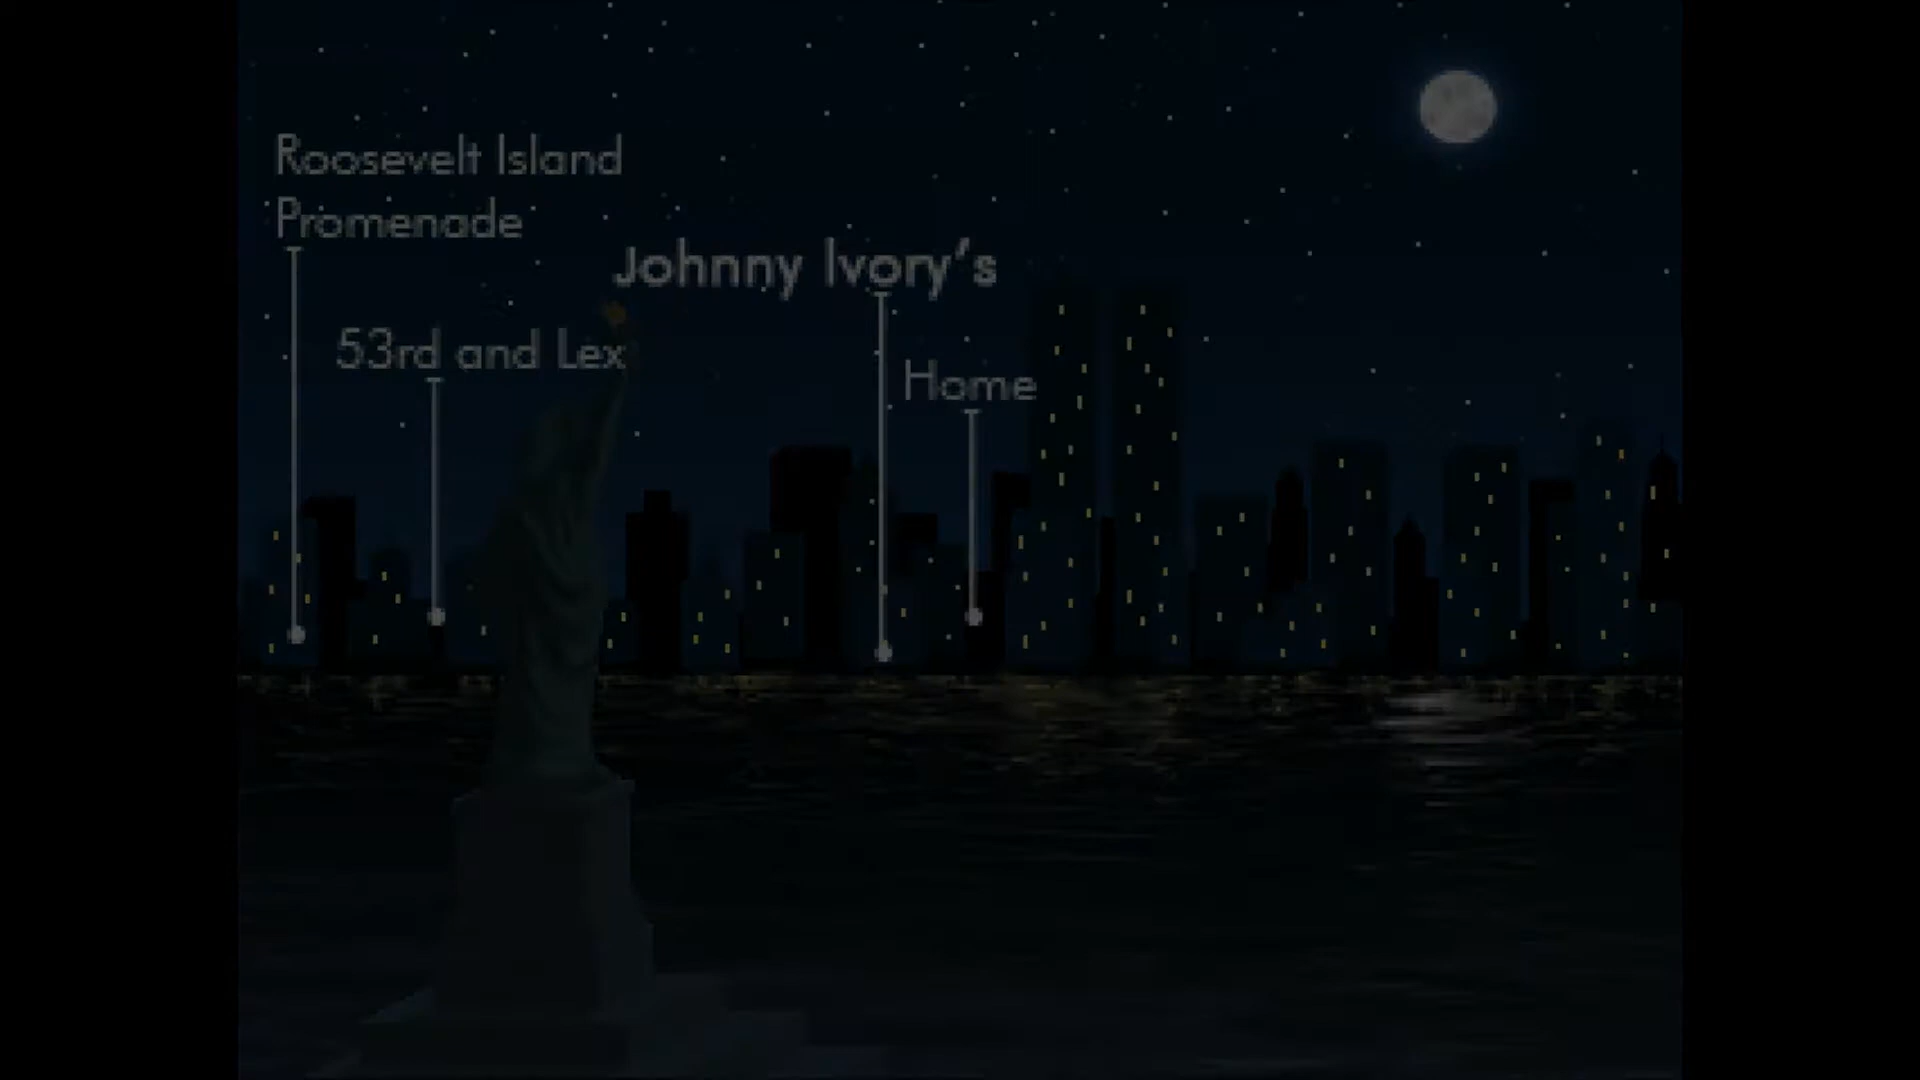 Roosevelt Island
Promenade
Johnny Ivory's
53rd and Lex
Home